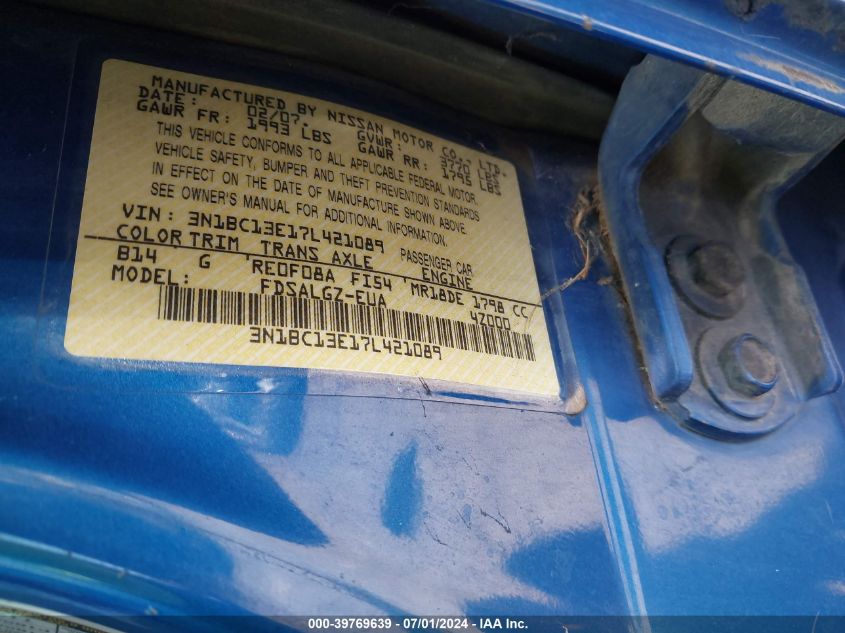 MANUFACTURED BY NISSAN MOTOR CO., LTD.
DATE: 02/07. GVWR: 3770 LBS
GAWR FR: 1993 LBS GAWR RR: 1795 LBS
THIS VEHICLE CONFORMS TO ALL APPLICABLE FEDERAL MOTOR
VEHICLE SAFETY, BUMPER AND THEFT PREVENTION STANDARDS
IN EFFECT ON THE DATE OF MANUFACTURE SHOWN ABOVE
SEE OWNER'S MANUAL FOR ADDITIONAL INFORMATION.
VIN: 3N1BC13E17L421089 PASSENGER CAR
COLOR TRIM TRANS AXLE ENGINE
B14 G RE0F08A FI54 MR18DE 1798 CC
MODEL: FDSALGZ-EUA 4Z000
3N1BC13E17L421089
000-39769639 / 07/01/2024 - IAA Inc.